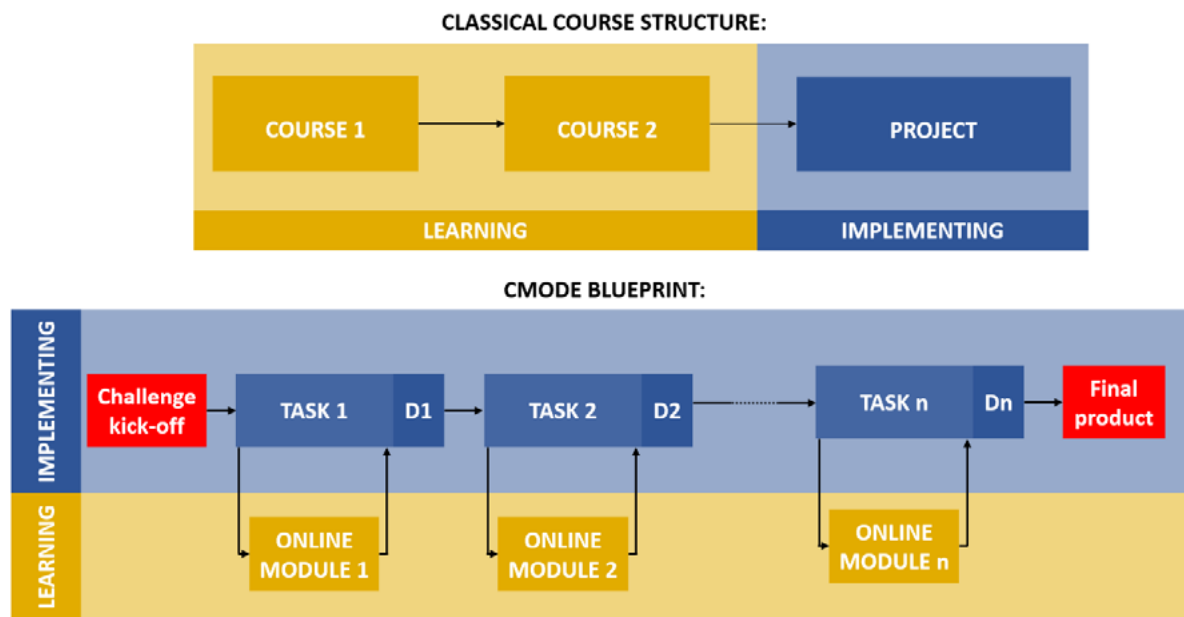 CLASSICAL COURSE STRUCTURE:
COURSE 1
COURSE 2
PROJECT
LEARNING
IMPLEMENTING
CMODE BLUEPRINT:
IMPLEMENTING
Challenge
kick-off
TASK 1
D1
TASK 2
D2
TASK n
Dn
Final
product
LEARNING
ONLINE
MODULE 1
ONLINE
MODULE 2
ONLINE
MODULE n